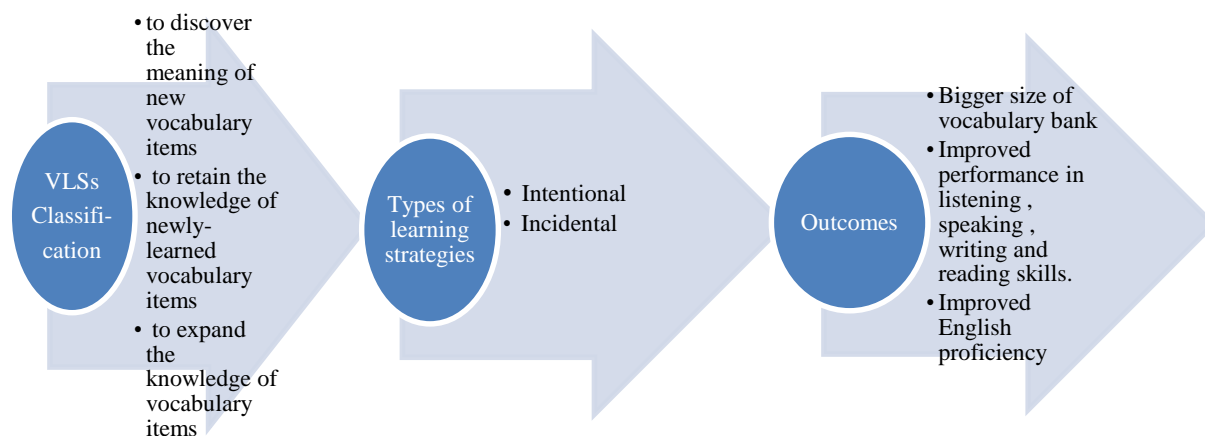 VLSs
Classifi-
cation
• to discover
the
meaning of
new
vocabulary
items
• to retain the
knowledge of
newly-
learned
vocabulary
items
• to expand
the
knowledge of
vocabulary
items
Types of
learning
strategies
• Intentional
• Incidental
Outcomes
• Bigger size of
vocabulary bank
• Improved
performance in
listening ,
speaking ,
writing and
reading skills.
• Improved
English
proficiency